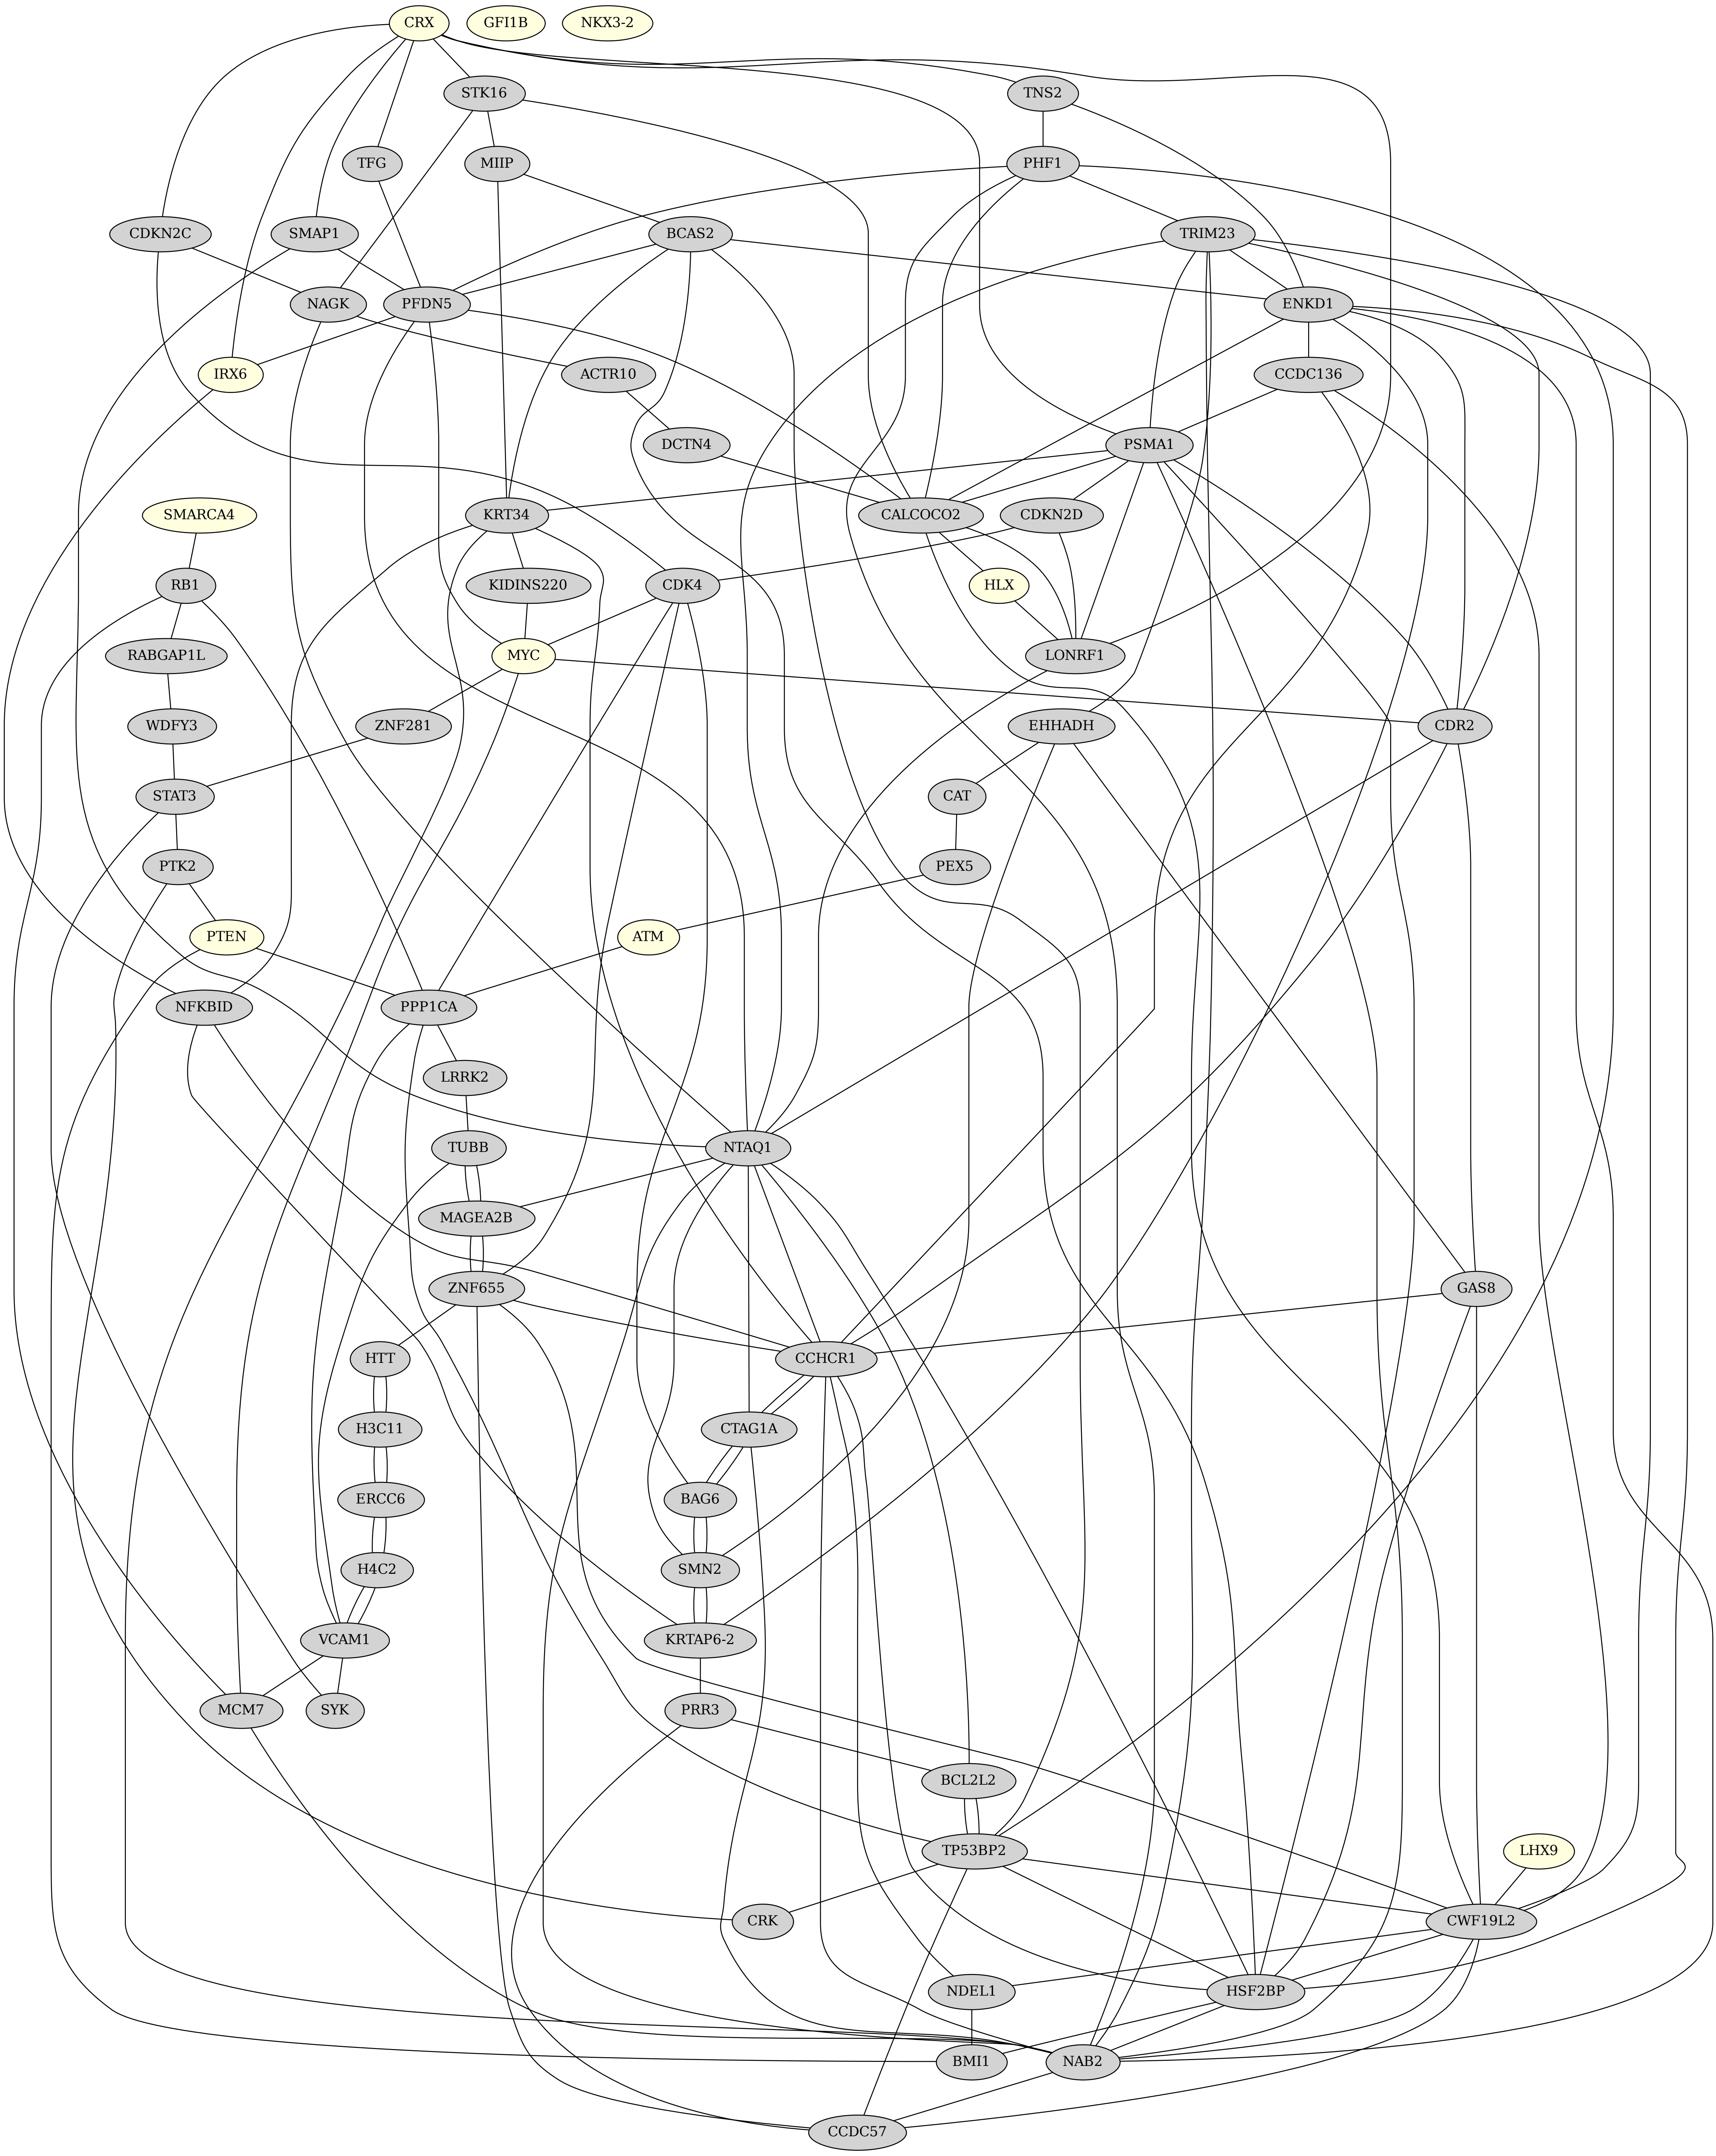 CRX
GFI1B
NKX3-2
STK16
TNS2
TFG
MIIP
PHF1
CDKN2C
SMAP1
BCAS2
TRIM23
NAGK
PFDN5
ENKD1
IRX6
ACTR10
CCDC136
DCTN4
PSMA1
SMARCA4
KRT34
CALCOCO2
CDKN2D
RB1
KIDINS220
CDK4
HLX
RABGAP1L
MYC
LONRF1
WDFY3
ZNF281
EHHADH
CDR2
STAT3
CAT
PTK2
PEX5
PTEN
ATM
NFKBID
PPP1CA
LRRK2
TUBB
NTAQ1
MAGEA2B
ZNF655
GAS8
HTT
CCHCR1
H3C11
CTAG1A
ERCC6
BAG6
H4C2
SMN2
VCAM1
KRTAP6-2
MCM7
SYK
PRR3
BCL2L2
TP53BP2
LHX9
CRK
CWF19L2
NDEL1
HSF2BP
BMI1
NAB2
CCDC57